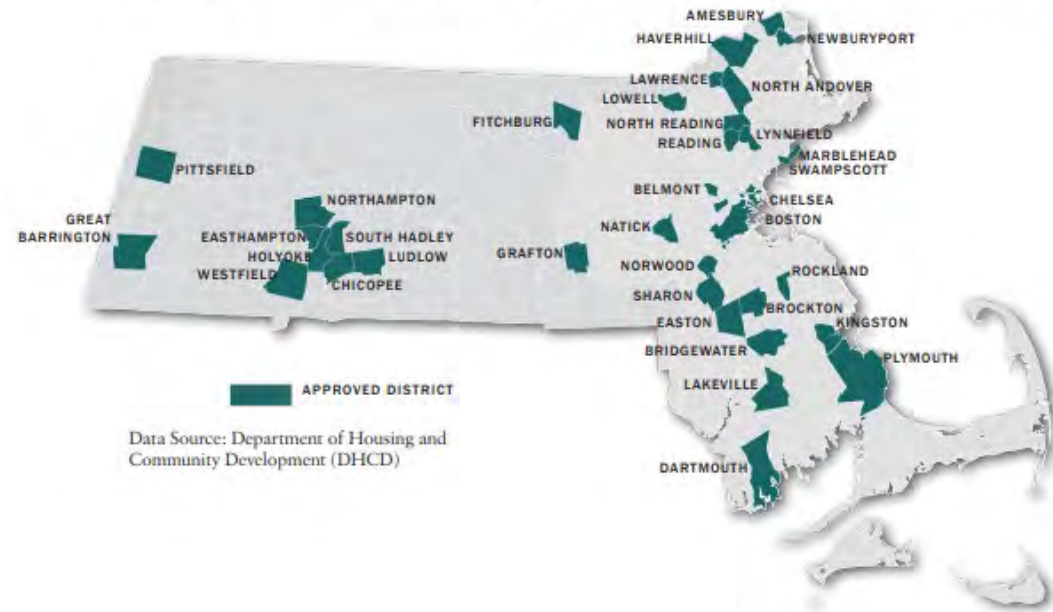 AMESBURY
HAVERHILL
NEWBURYPORT
LAWRENCE
NORTH ANDOVER
LOWELL
FITCHBURG
NORTH READING
LYNNFIELD
READING
MARBLEHEAD
SWAMPSCOTT
PITTSFIELD
BELMONT
CHELSEA
NORTHAMPTON
BOSTON
GREAT
BARRINGTON
NATICK
EASTHAMPTON
SOUTH HADLEY
HOLYOKE
LUDLOW
GRAFTON
WESTFIELD
CHICOPEE
NORWOOD
ROCKLAND
SHARON
BROCKTON
EASTON
KINGSTON
BRIDGEWATER
PLYMOUTH
LAKEVILLE
APPROVED DISTRICT
Data Source: Department of Housing and
Community Development (DHCD)
DARTMOUTH